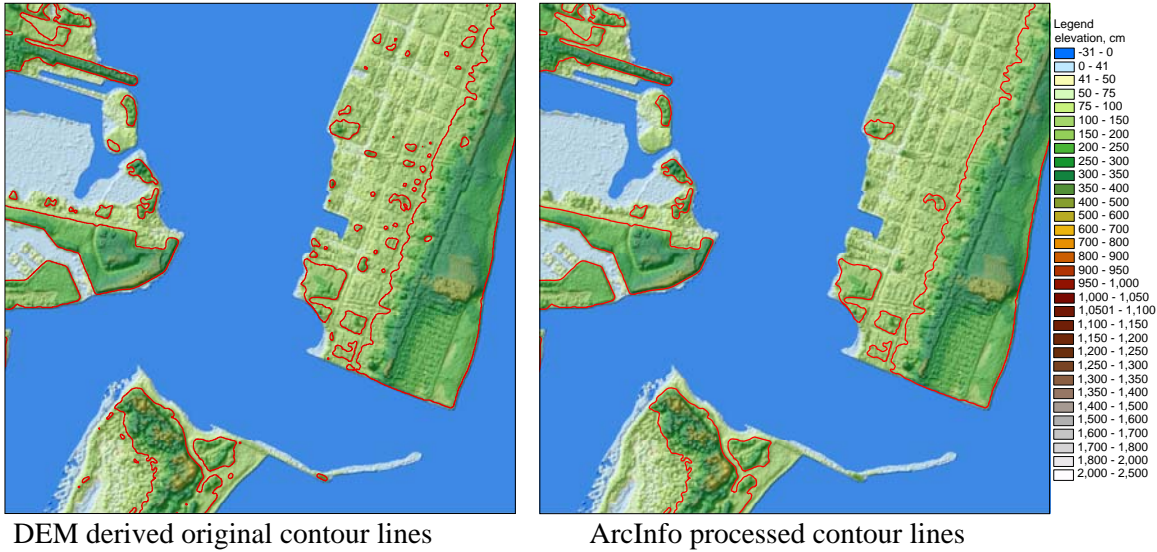 Legend
elevation, cm
-31 - 0
0 - 41
41 - 50
50 - 75
75 - 100
100 - 150
150 - 200
200 - 250
250 - 300
300 - 350
350 - 400
400 - 500
500 - 600
600 - 700
700 - 800
800 - 900
900 - 950
950 - 1,000
1,000 - 1,050
1,0501 - 1,100
1,100 - 1,150
1,150 - 1,200
1,200 - 1,250
1,250 - 1,300
1,300 - 1,350
1,350 - 1,400
1,400 - 1,500
1,500 - 1,600
1,600 - 1,700
1,700 - 1,800
1,800 - 2,000
2,000 - 2,500
DEM derived original contour lines
ArcInfo processed contour lines